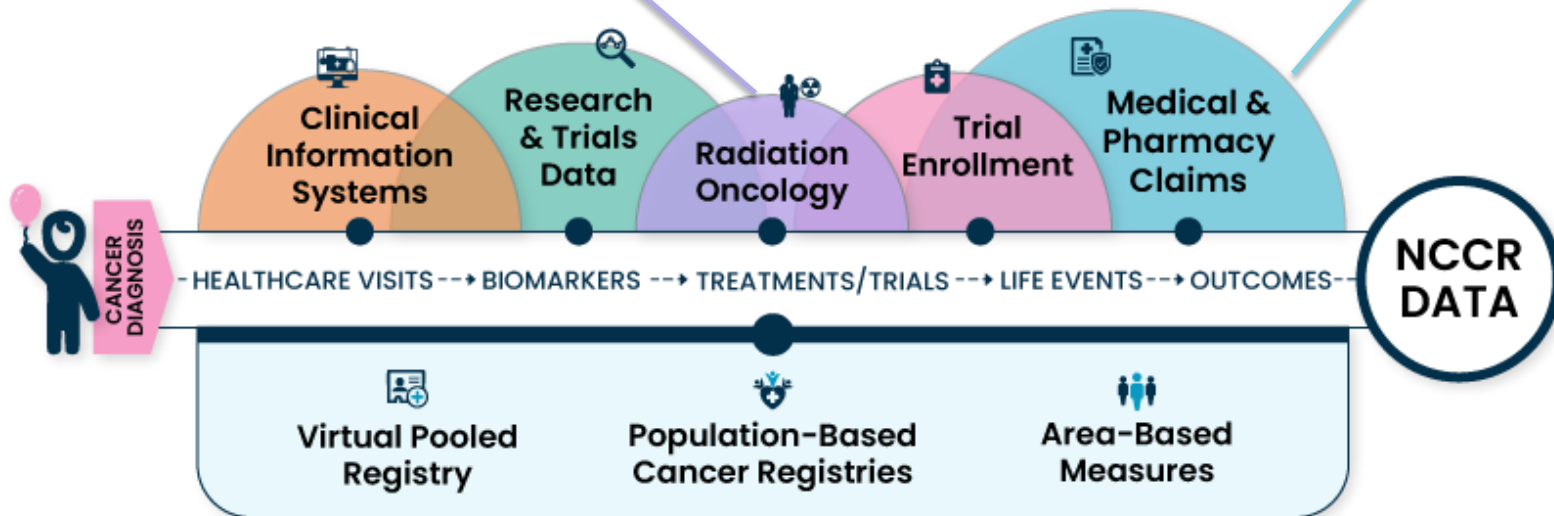 Clinical
Information
Systems
Research
& Trials
Data
Radiation
Oncology
Trial
Enrollment
Medical &
Pharmacy
Claims
CANCER
DIAGNOSIS
HEALTHCARE VISITS
BIOMARKERS
TREATMENTS/TRIALS
LIFE EVENTS
OUTCOMES
NCCR
DATA
Virtual Pooled
Registry
Population-Based
Cancer Registries
Area-Based
Measures